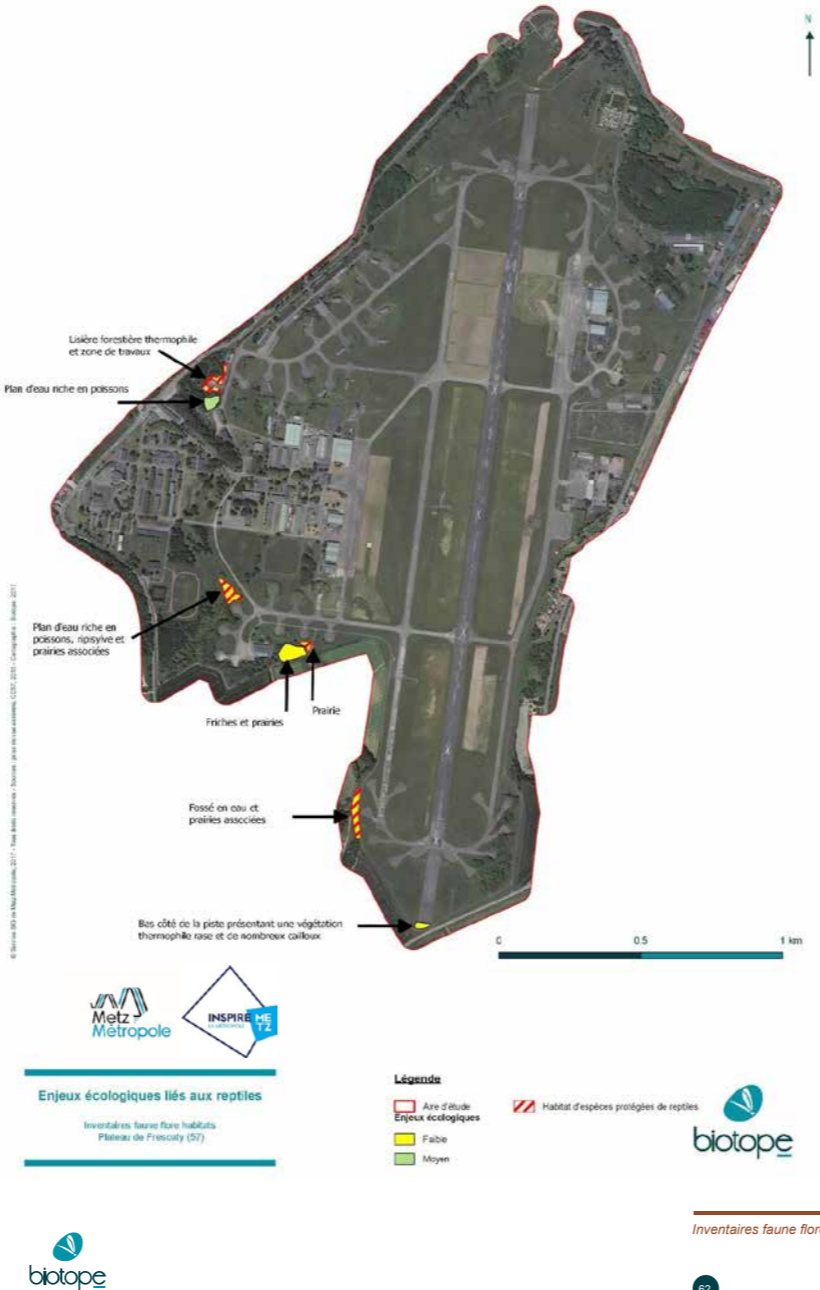 N
Lisière forestière thermophile
et zone de travaux
Plan d'eau riche en poissons
Plan d'eau riche en
poissons, ripisylve et
prairies associées
Friches et prairies
Prairie
Fossé en eau et
prairies associées
Bas côté de la piste présentant une végétation
thermophile rase et de nombreux cailloux
0 0.5 1 km
Metz
Métropole
INSPIRE
LA MÉTROPOLE
METZ
Enjeux écologiques liés aux reptiles
Inventaires faune flore habitats
Plateau de Frescaty (57)
Légende
Aire d'étude
Enjeux écologiques
Faible
Moyen
Habitat d'espèces protégées de reptiles
biotope
Inventaires faune flor
biotope
62